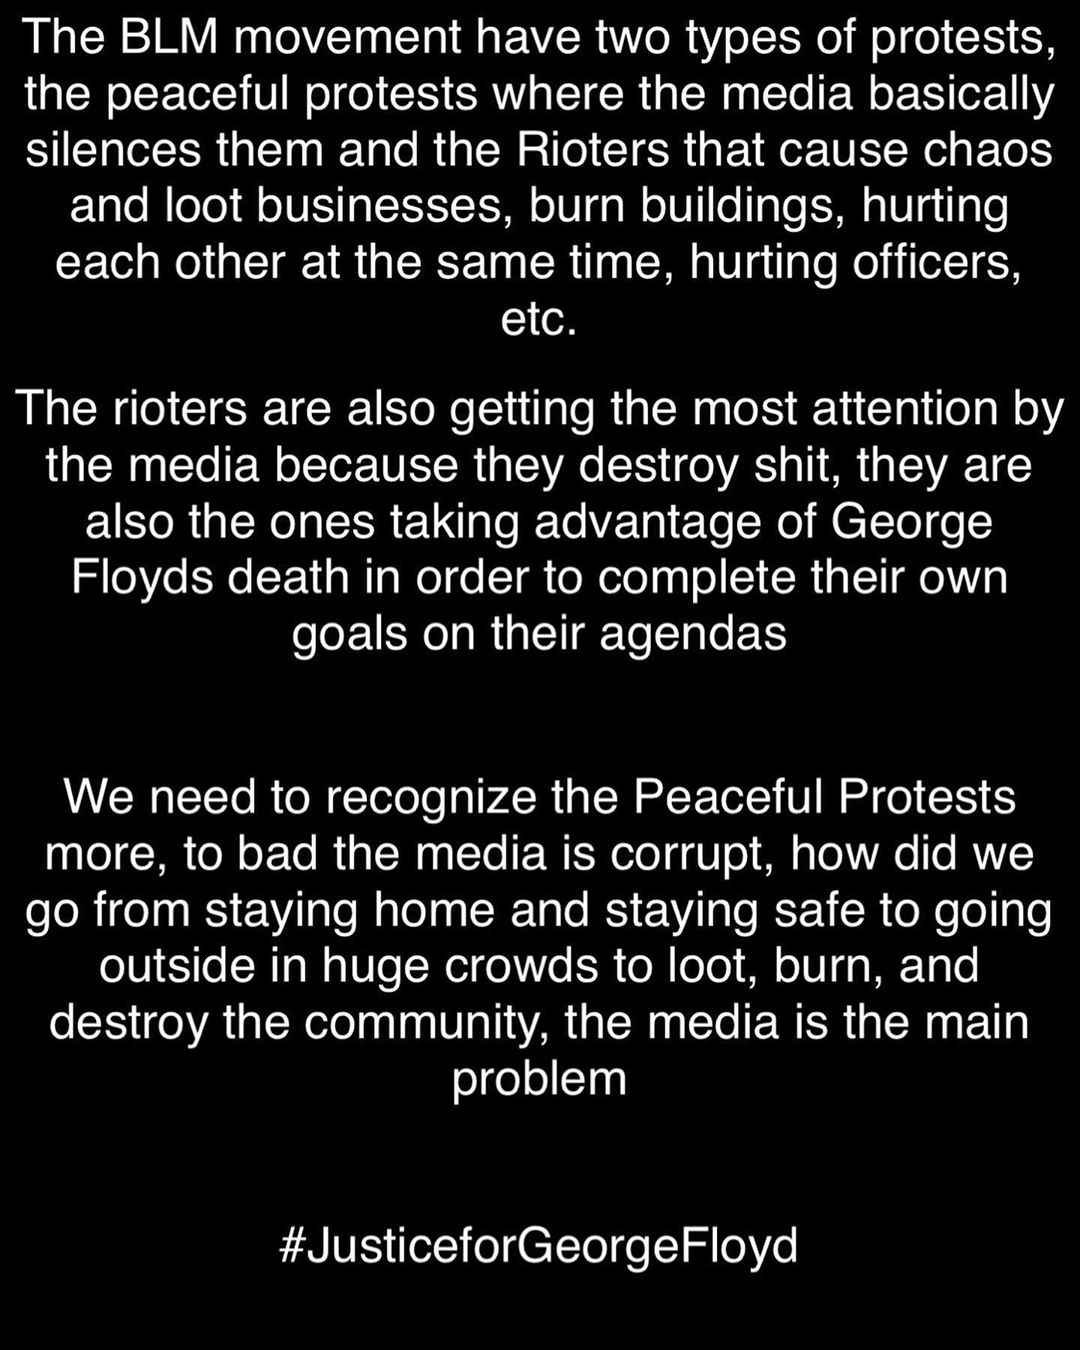 The BLM movement have two types of protests,
the peaceful protests where the media basically
silences them and the Rioters that cause chaos
and loot businesses, burn buildings, hurting
each other at the same time, hurting officers,
etc.
The rioters are also getting the most attention by
the media because they destroy shit, they are
also the ones taking advantage of George
Floyds death in order to complete their own
goals on their agendas
We need to recognize the Peaceful Protests
more, to bad the media is corrupt, how did we
go from staying home and staying safe to going
outside in huge crowds to loot, burn, and
destroy the community, the media is the main
problem
#JusticeforGeorgeFloyd